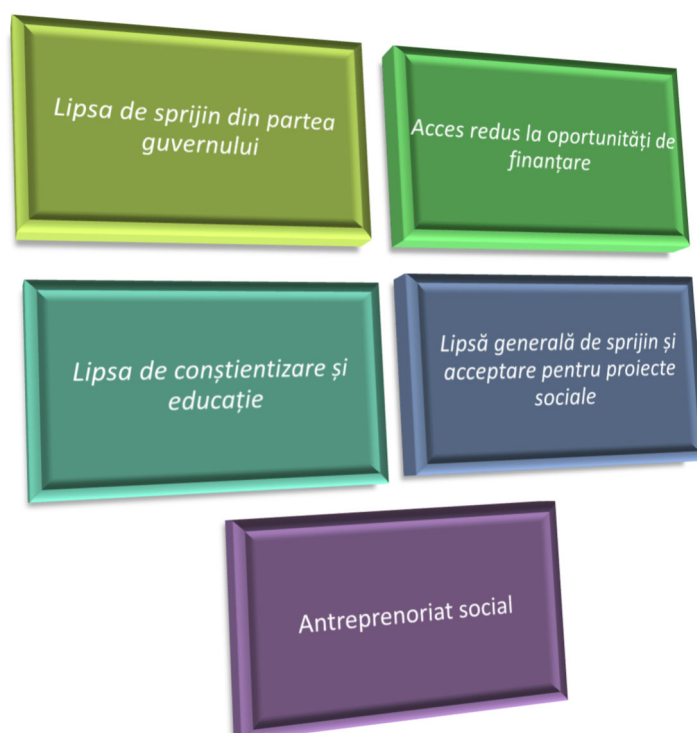 Lipsa de sprijin din partea
guvernului
Acces redus la oportunități de
finanțare
Lipsa de conștientizare și
educație
Lipsă generală de sprijin și
acceptare pentru proiecte
sociale
Antreprenoriat social